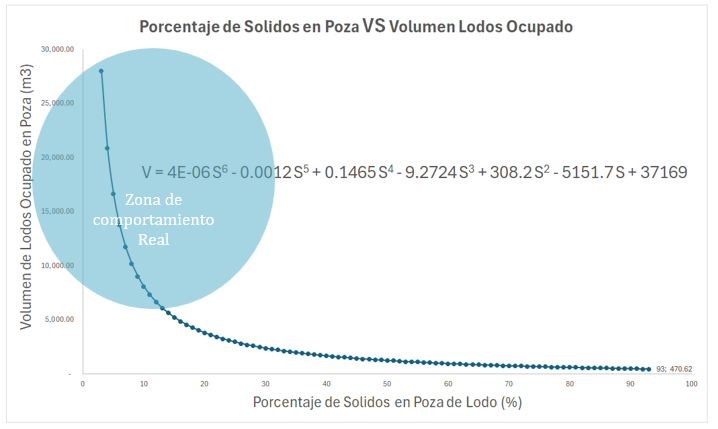 Porcentaje de Solidos en Poza VS Volumen Lodos Ocupado
30,000.00
25,000.00
20,000.00
15,000.00
10,000.00
5,000.00
-
Volumen de Lodos Ocupado en Poza (m3)
V = 4E-06 S⁶ - 0.0012 S⁵ + 0.1465 S⁴ - 9.2724 S³ + 308.2 S² - 5151.7 S + 37169
Zona de
comportamiento
Real
93; 470.62
0 10 20 30 40 50 60 70 80 90 100
Porcentaje de Solidos en Poza de Lodo (%)